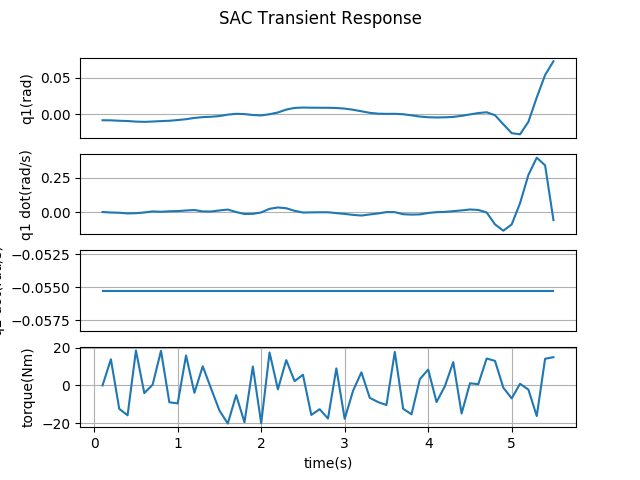 SAC Transient Response
0.05
0.00
q1(rad)
0.25
0.00
q1 dot(rad/s)
−0.0525
−0.0550
−0.0575
20
0
−20
torque(Nm)
0 1 2 3 4 5
time(s)